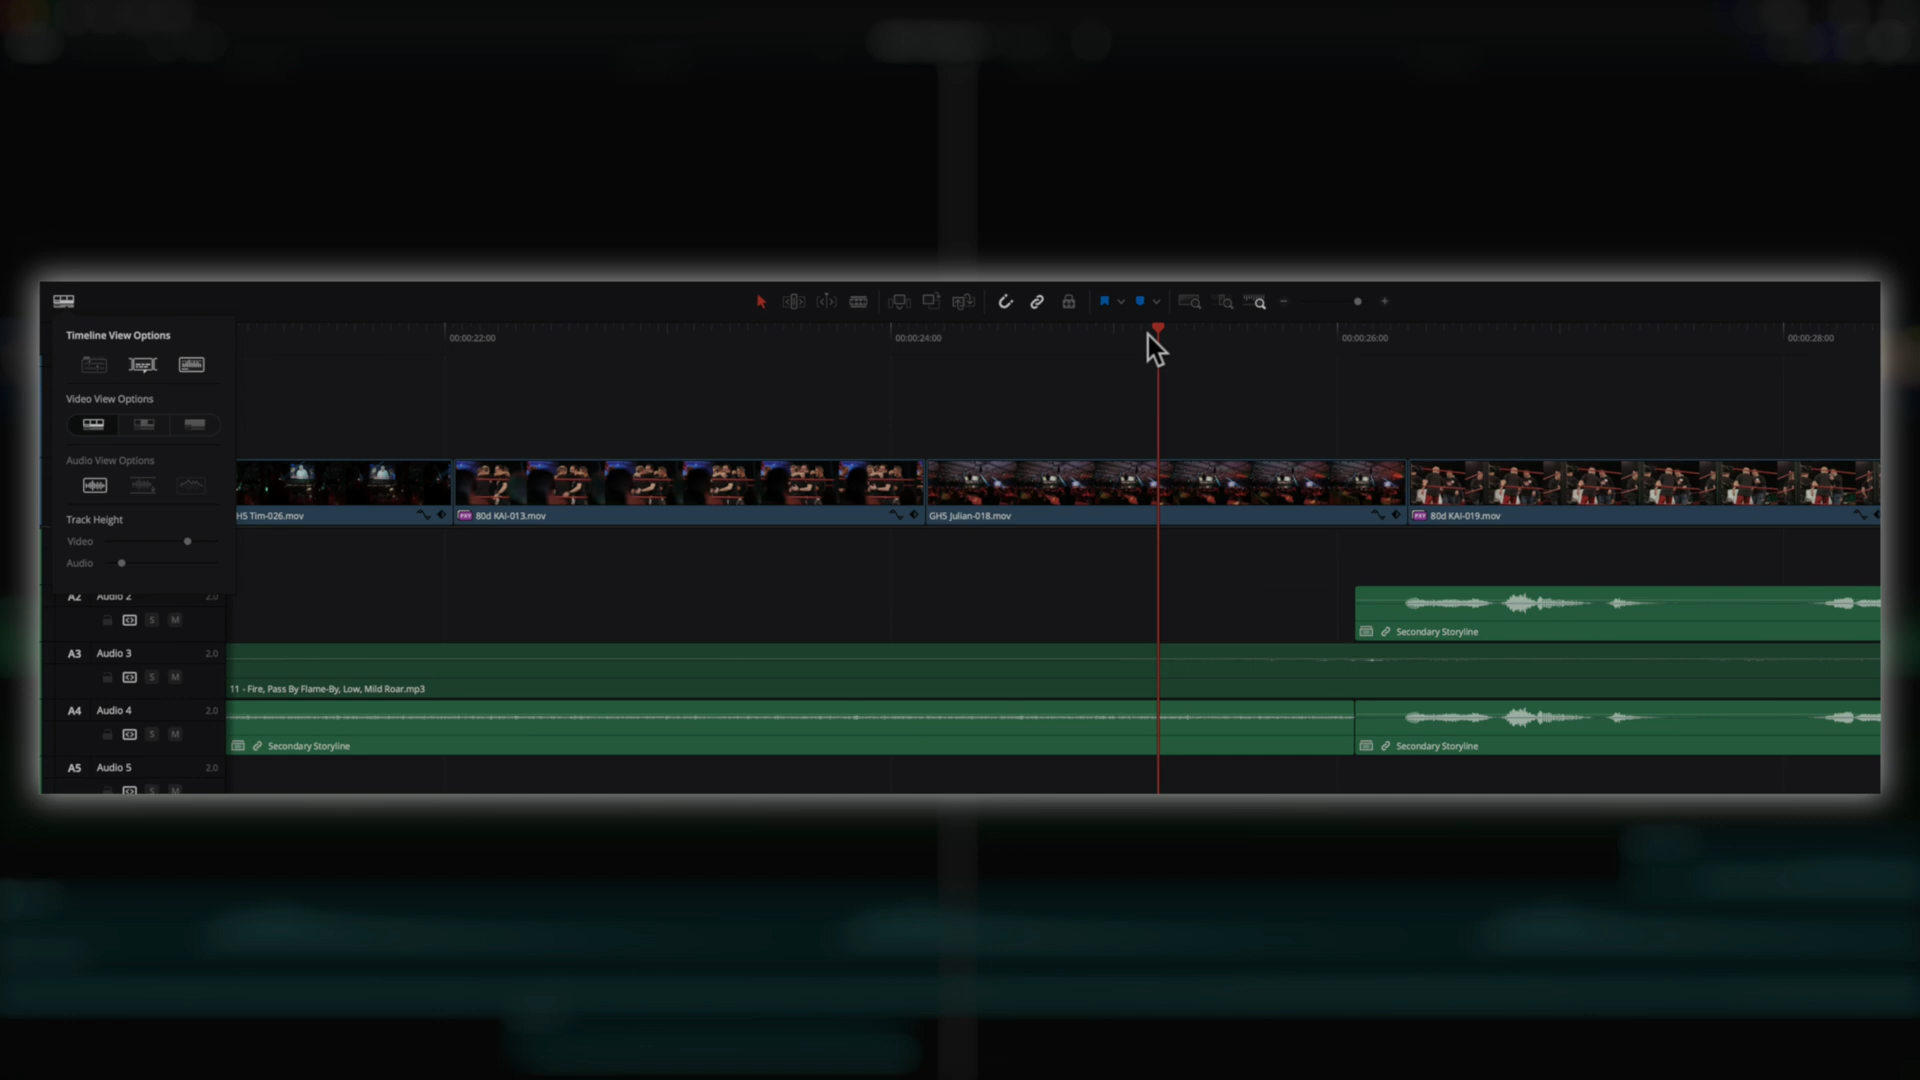 Timeline View Options
00:00:22:00
00:00:24:00
00:00:26:00
00:00:28:00
Video View Options
Audio View Options
Track Height
Video
Audio
H5 Tim-026.mov
FX 80d KAI-013.mov
GH5 Julian-018.mov
FX 80d KAI-019.mov
A2 Audio 2 2.0
S M
Secondary Storyline
A3 Audio 3 2.0
S M
11 - Fire, Pass By Flame-By, Low, Mild Roar.mp3
A4 Audio 4 2.0
S M
Secondary Storyline
Secondary Storyline
A5 Audio 5 2.0
S M